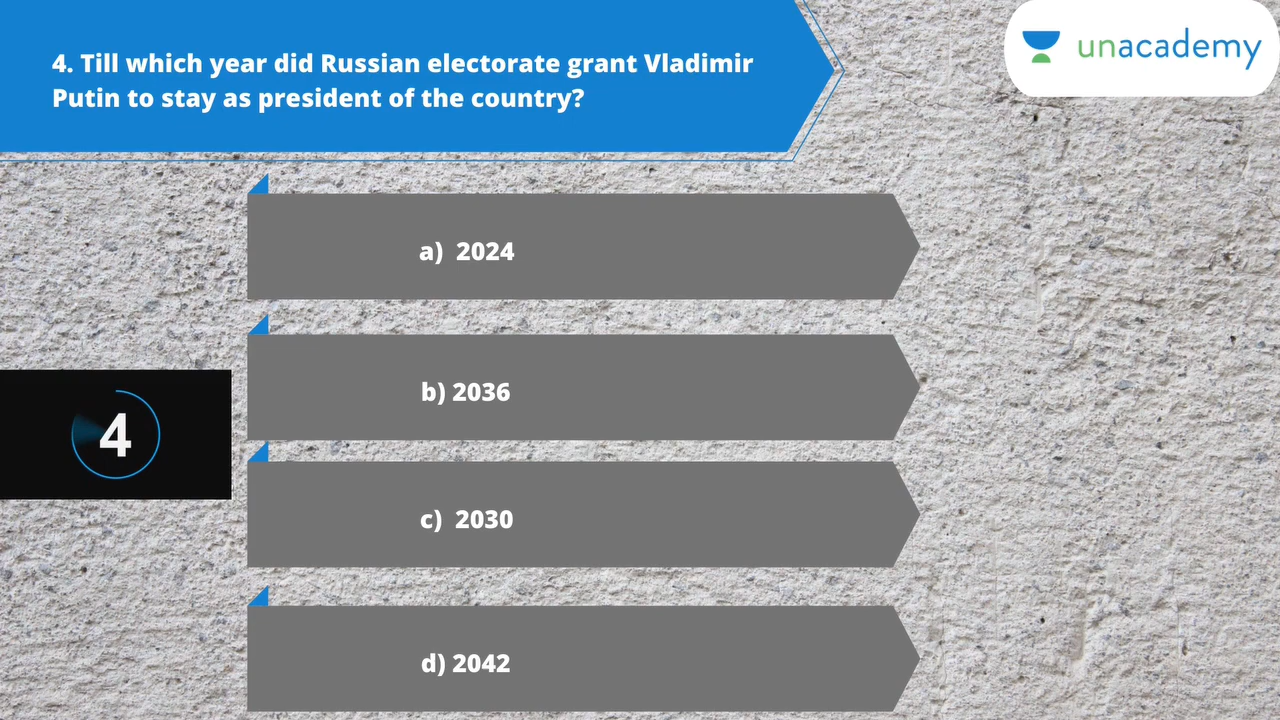 4. Till which year did Russian electorate grant Vladimir
Putin to stay as president of the country?
unacademy
a) 2024
b) 2036
4
c) 2030
d) 2042